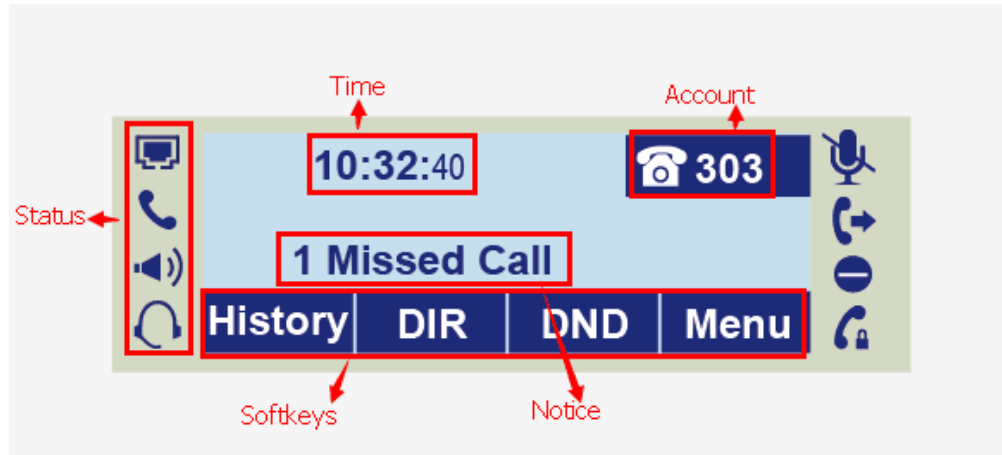 Time
Account
10:32:40
303
Status
1 Missed Call
History DIR DND Menu
Softkeys
Notice